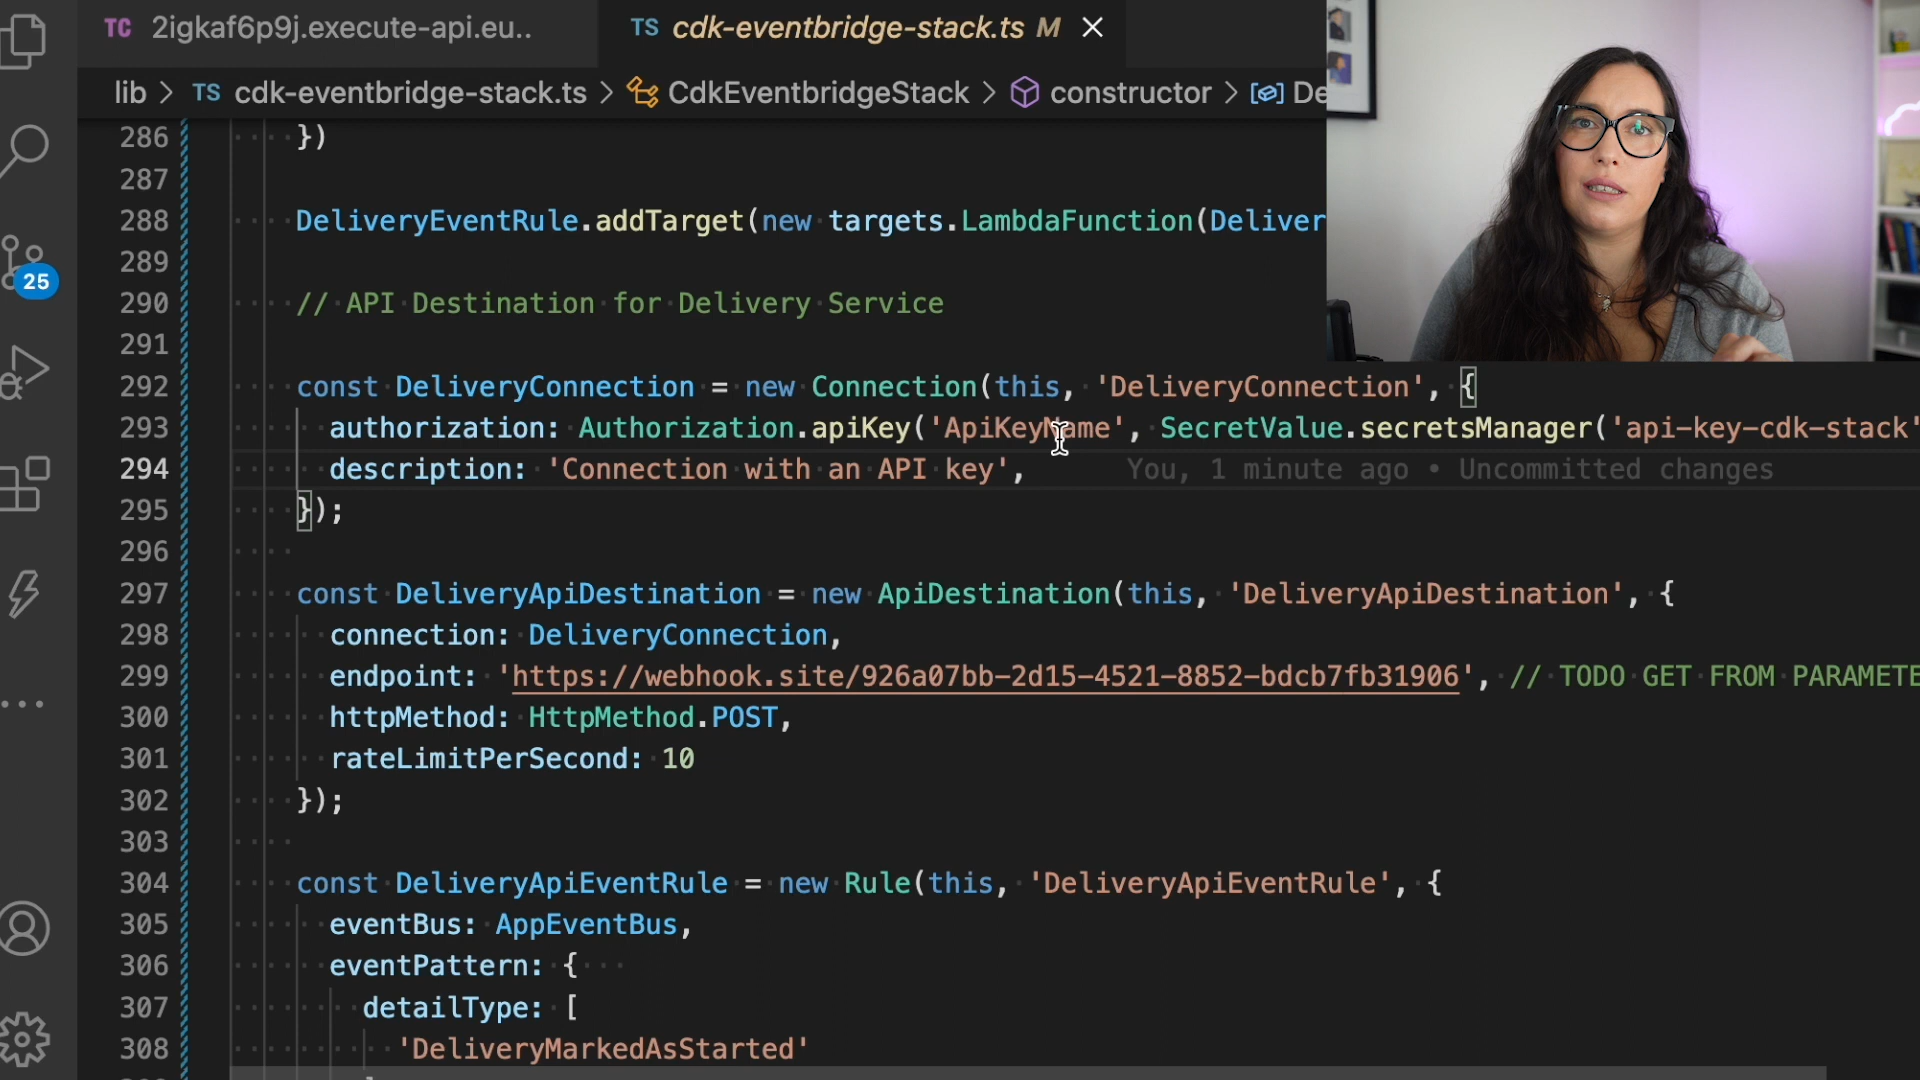 TC 2igkaf6p9j.execute-api.eu..
TS cdk-eventbridge-stack.ts M ×
lib > TS cdk-eventbridge-stack.ts > CdkEventbridgeStack > constructor > De
286 })
287
288 DeliveryEventRule.addTarget(new targets.LambdaFunction(Deliver
289
290 // API Destination for Delivery Service
291
292 const DeliveryConnection = new Connection(this, 'DeliveryConnection', {
293 authorization: Authorization.apiKey('ApiKeyName', SecretValue.secretsManager('api-key-cdk-stack'
294 description: 'Connection with an API key', You, 1 minute ago • Uncommitted changes
295 });
296
297 const DeliveryApiDestination = new ApiDestination(this, 'DeliveryApiDestination', {
298 connection: DeliveryConnection,
299 endpoint: 'https://webhook.site/926a07bb-2d15-4521-8852-bdcb7fb31906', // TODO GET FROM PARAMETE
300 httpMethod: HttpMethod.POST,
301 rateLimitPerSecond: 10
302 });
303
304 const DeliveryApiEventRule = new Rule(this, 'DeliveryApiEventRule', {
305 eventBus: AppEventBus,
306 eventPattern: {
307 detailType: [
308 'DeliveryMarkedAsStarted'
25